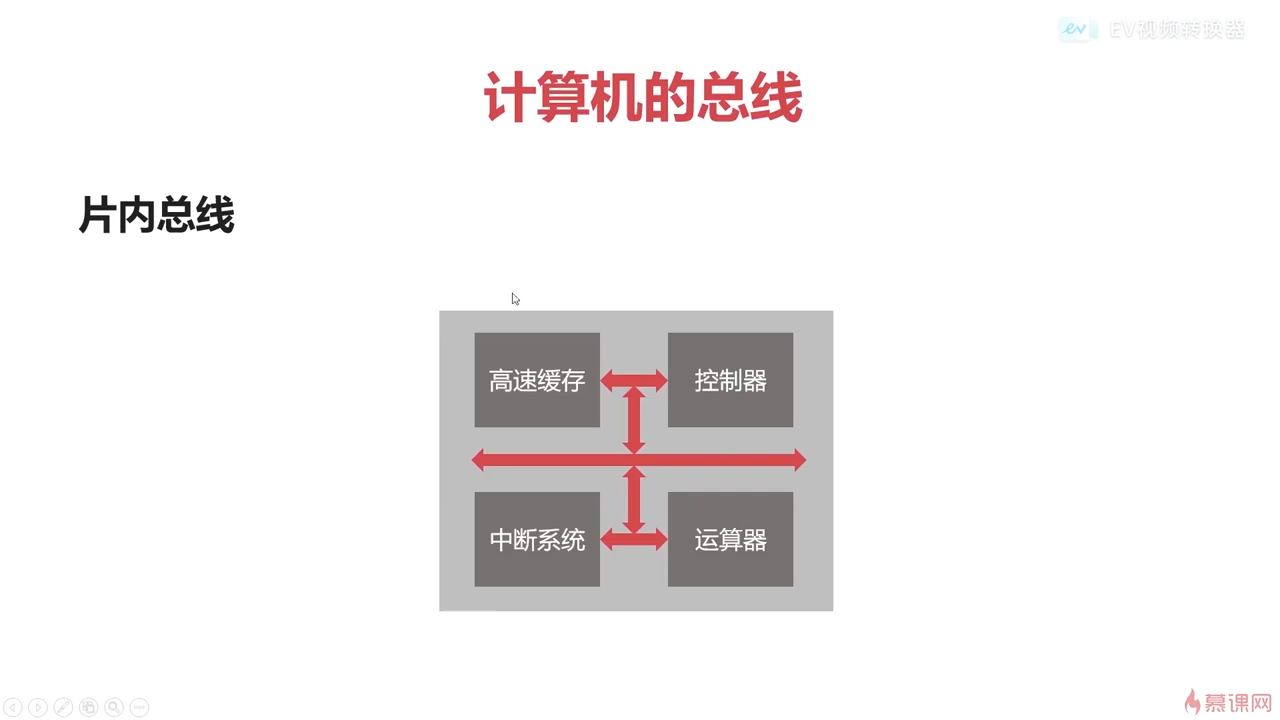 EV视频转换器
计算机的总线
片内总线
高速缓存
控制器
中断系统
运算器
慕课网